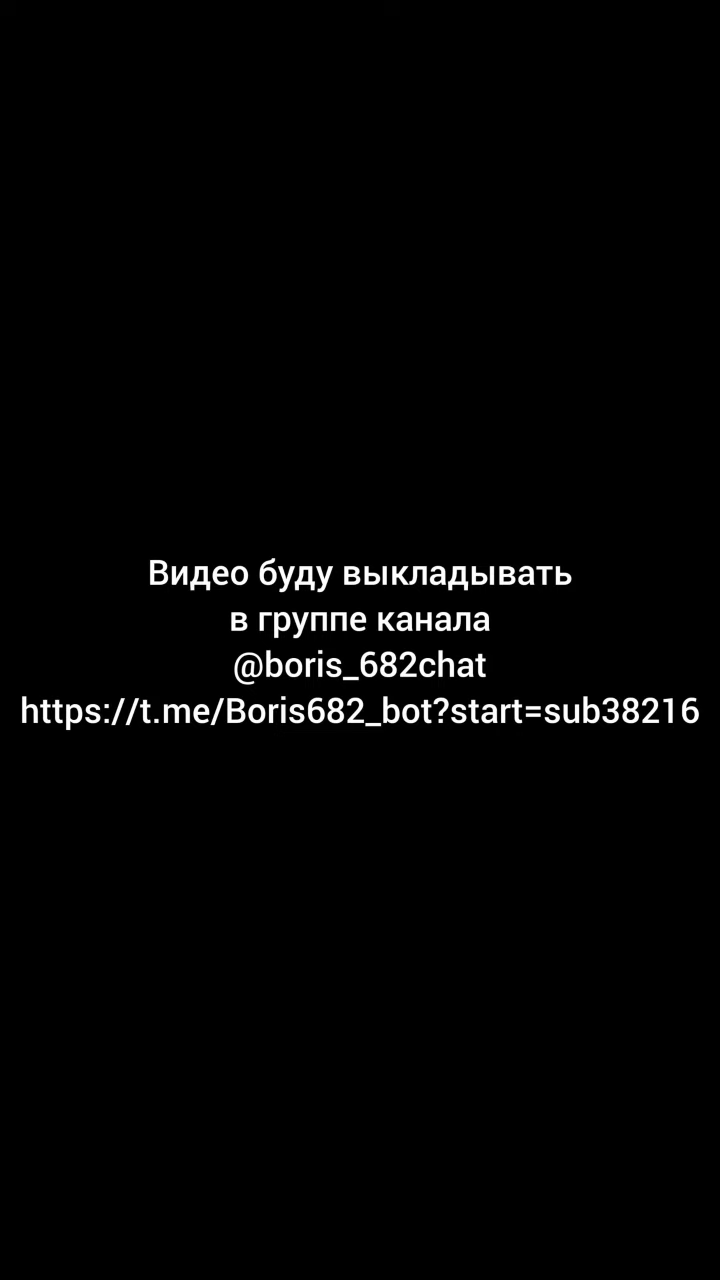 Видео буду выкладывать
в группе канала
@boris_682chat
https://t.me/Boris682_bot?start=sub38216